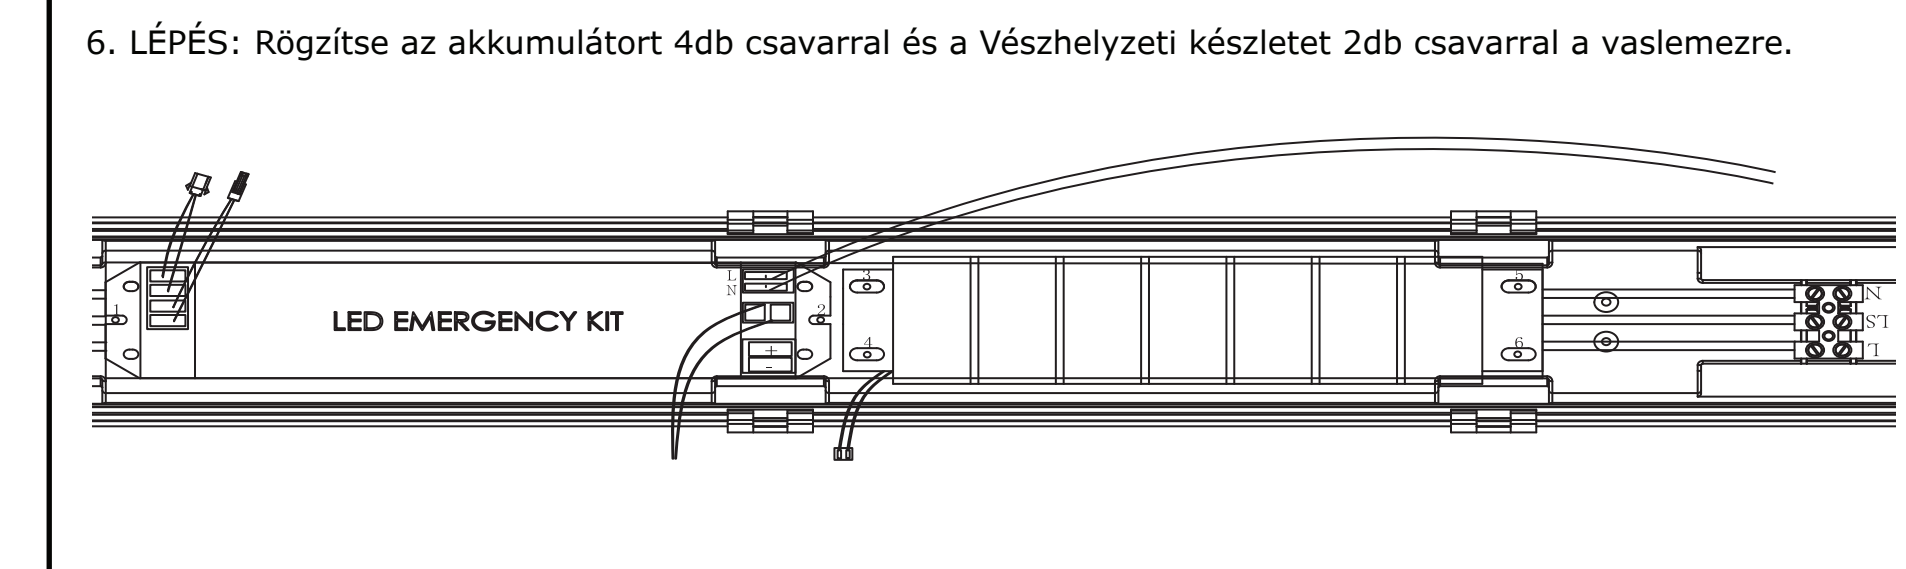 6. LÉPÉS: Rögzítse az akkumulátort 4db csavarral és a Vészhelyzeti készletet 2db csavarral a vaslemezre.
L
N
1
LED EMERGENCY KIT
2
+
-
3
4
5
6
N
LS
L